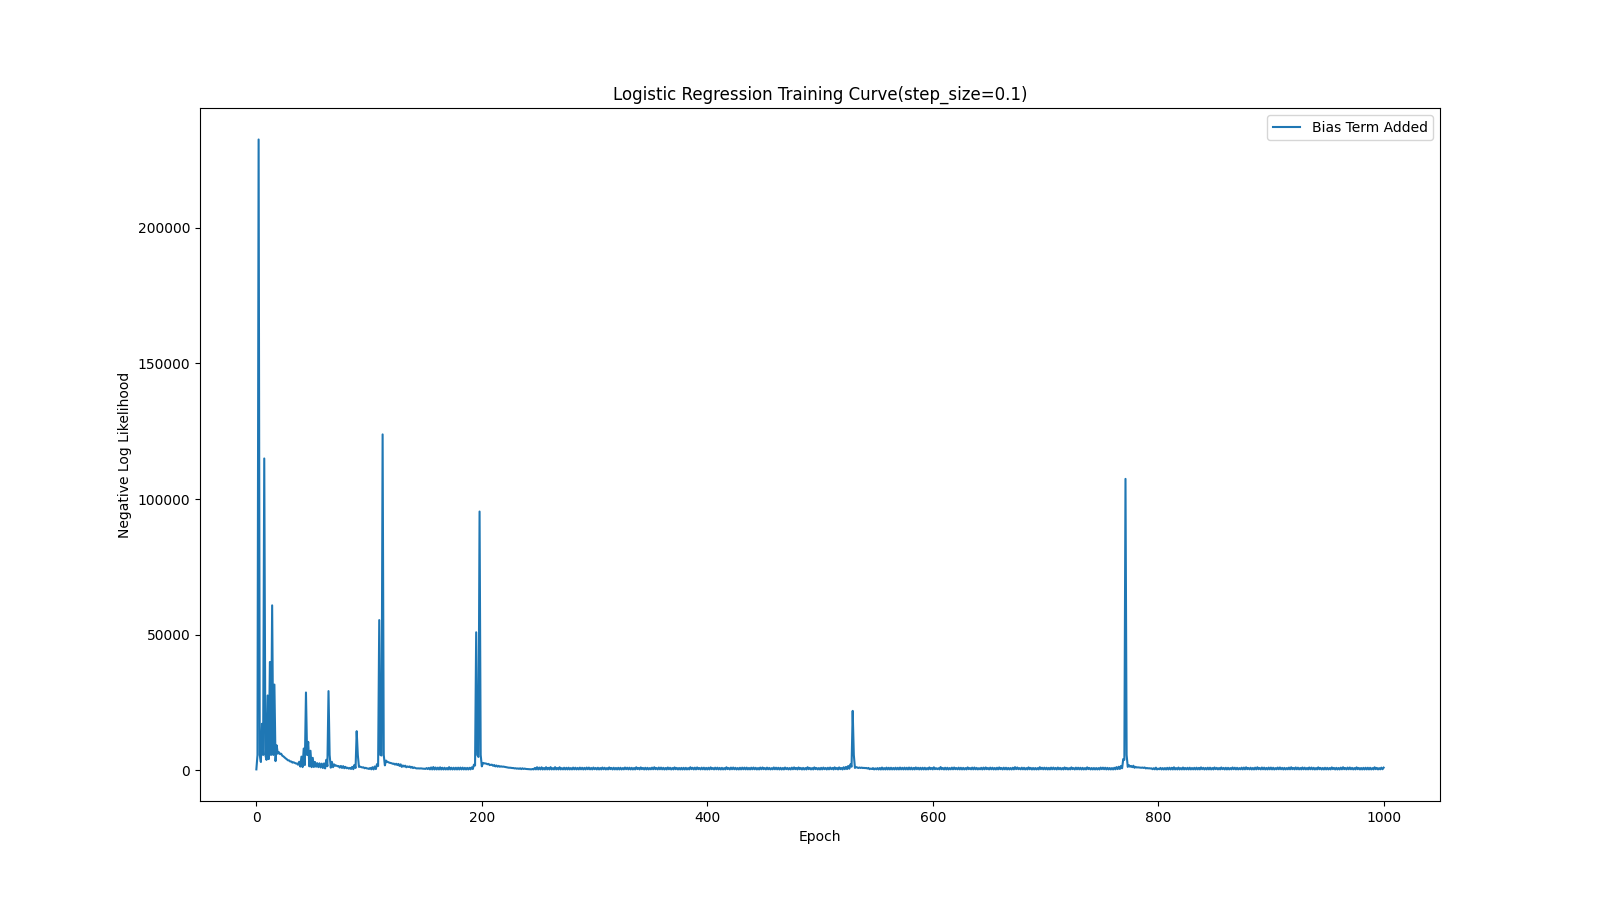 Logistic Regression Training Curve(step_size=0.1)
Bias Term Added
Negative Log Likelihood
200000
150000
100000
50000
0
0 200 400 600 800 1000
Epoch